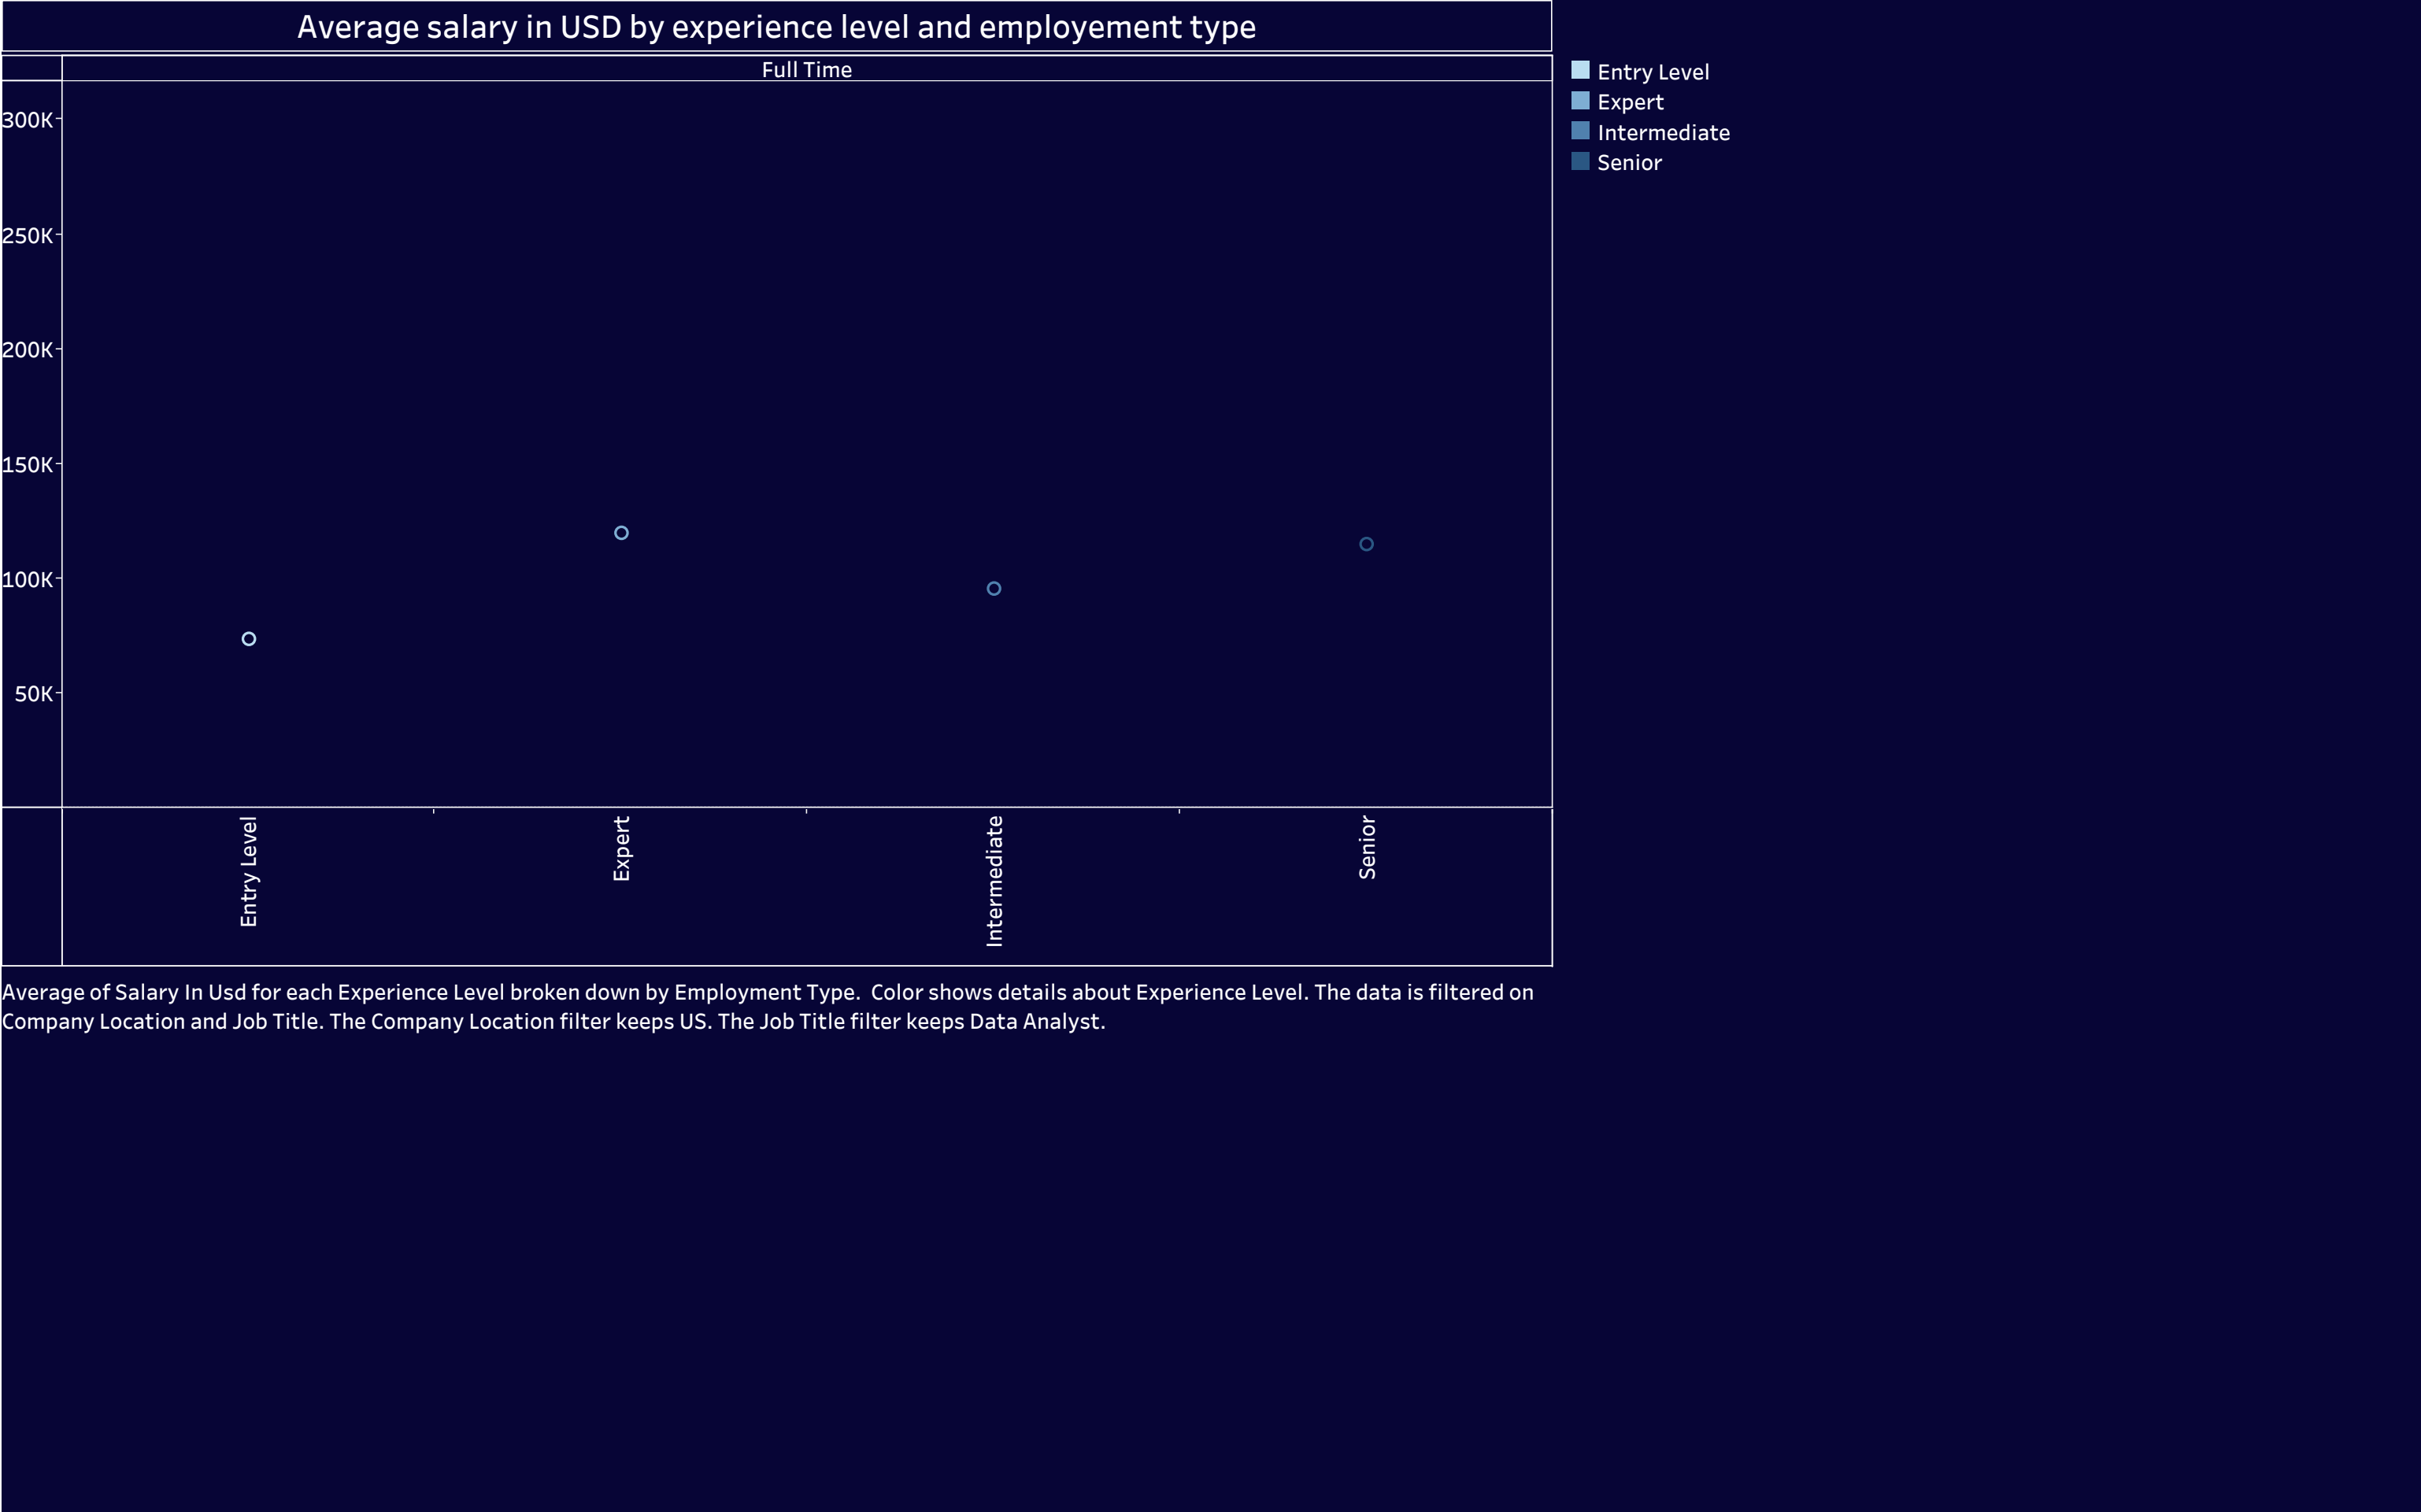 Average salary in USD by experience level and employement type
Full Time
Entry Level
Expert
Intermediate
Senior
300K
250K
200K
150K
100K
50K
Entry Level
Expert
Intermediate
Senior
Average of Salary In Usd for each Experience Level broken down by Employment Type.  Color shows details about Experience Level. The data is filtered on
Company Location and Job Title. The Company Location filter keeps US. The Job Title filter keeps Data Analyst.